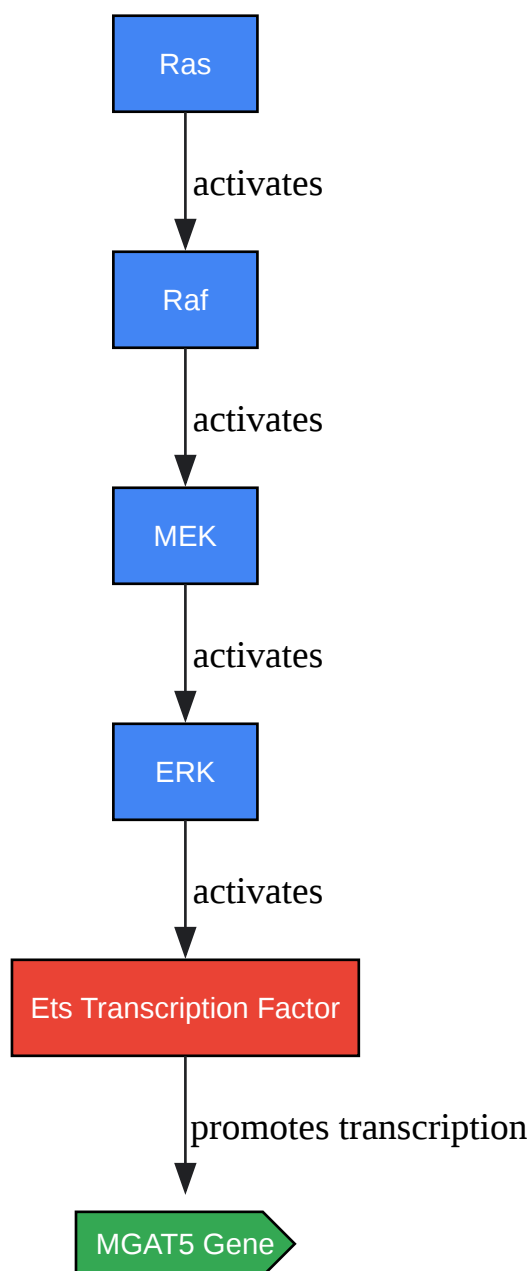 Ras
activates
Raf
activates
MEK
activates
ERK
activates
Ets Transcription Factor
promotes transcription
MGAT5 Gene